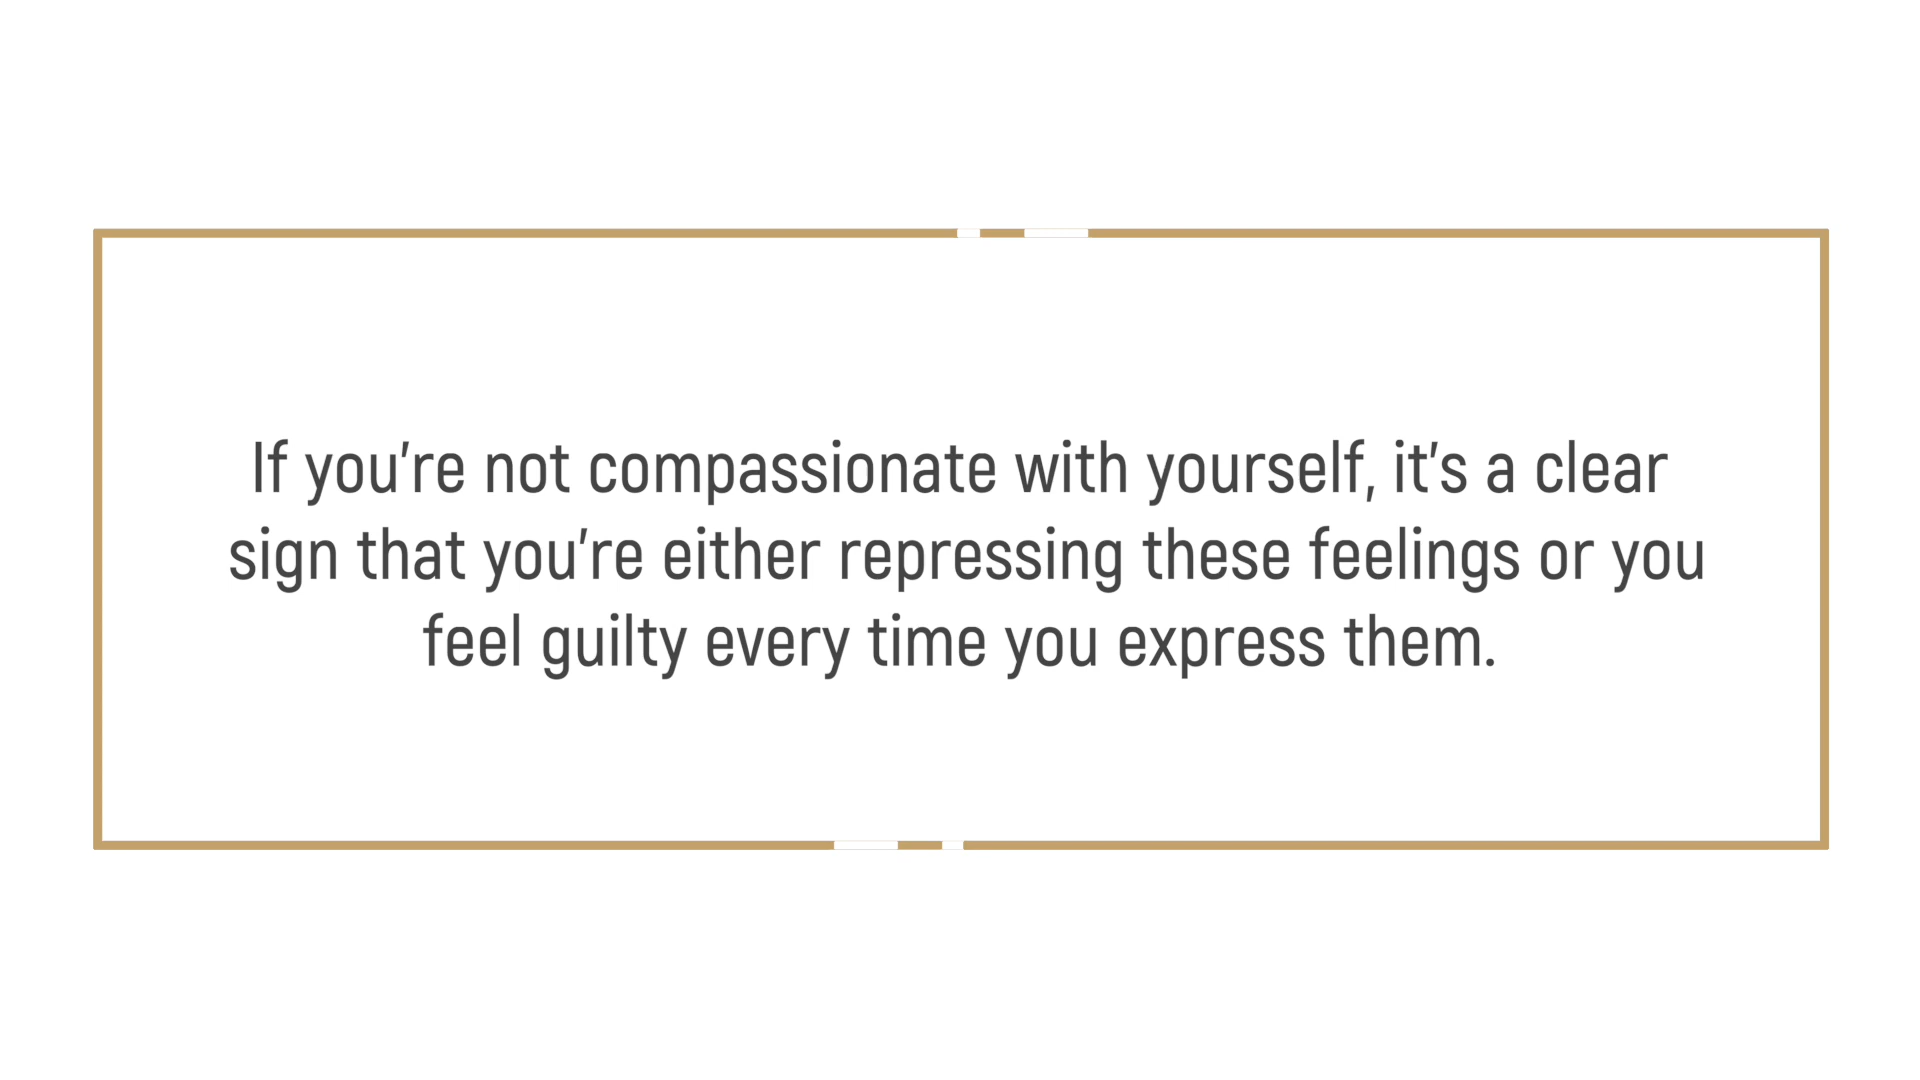 If you’re not compassionate with yourself, it’s a clear
sign that you’re either repressing these feelings or you
feel guilty every time you express them.